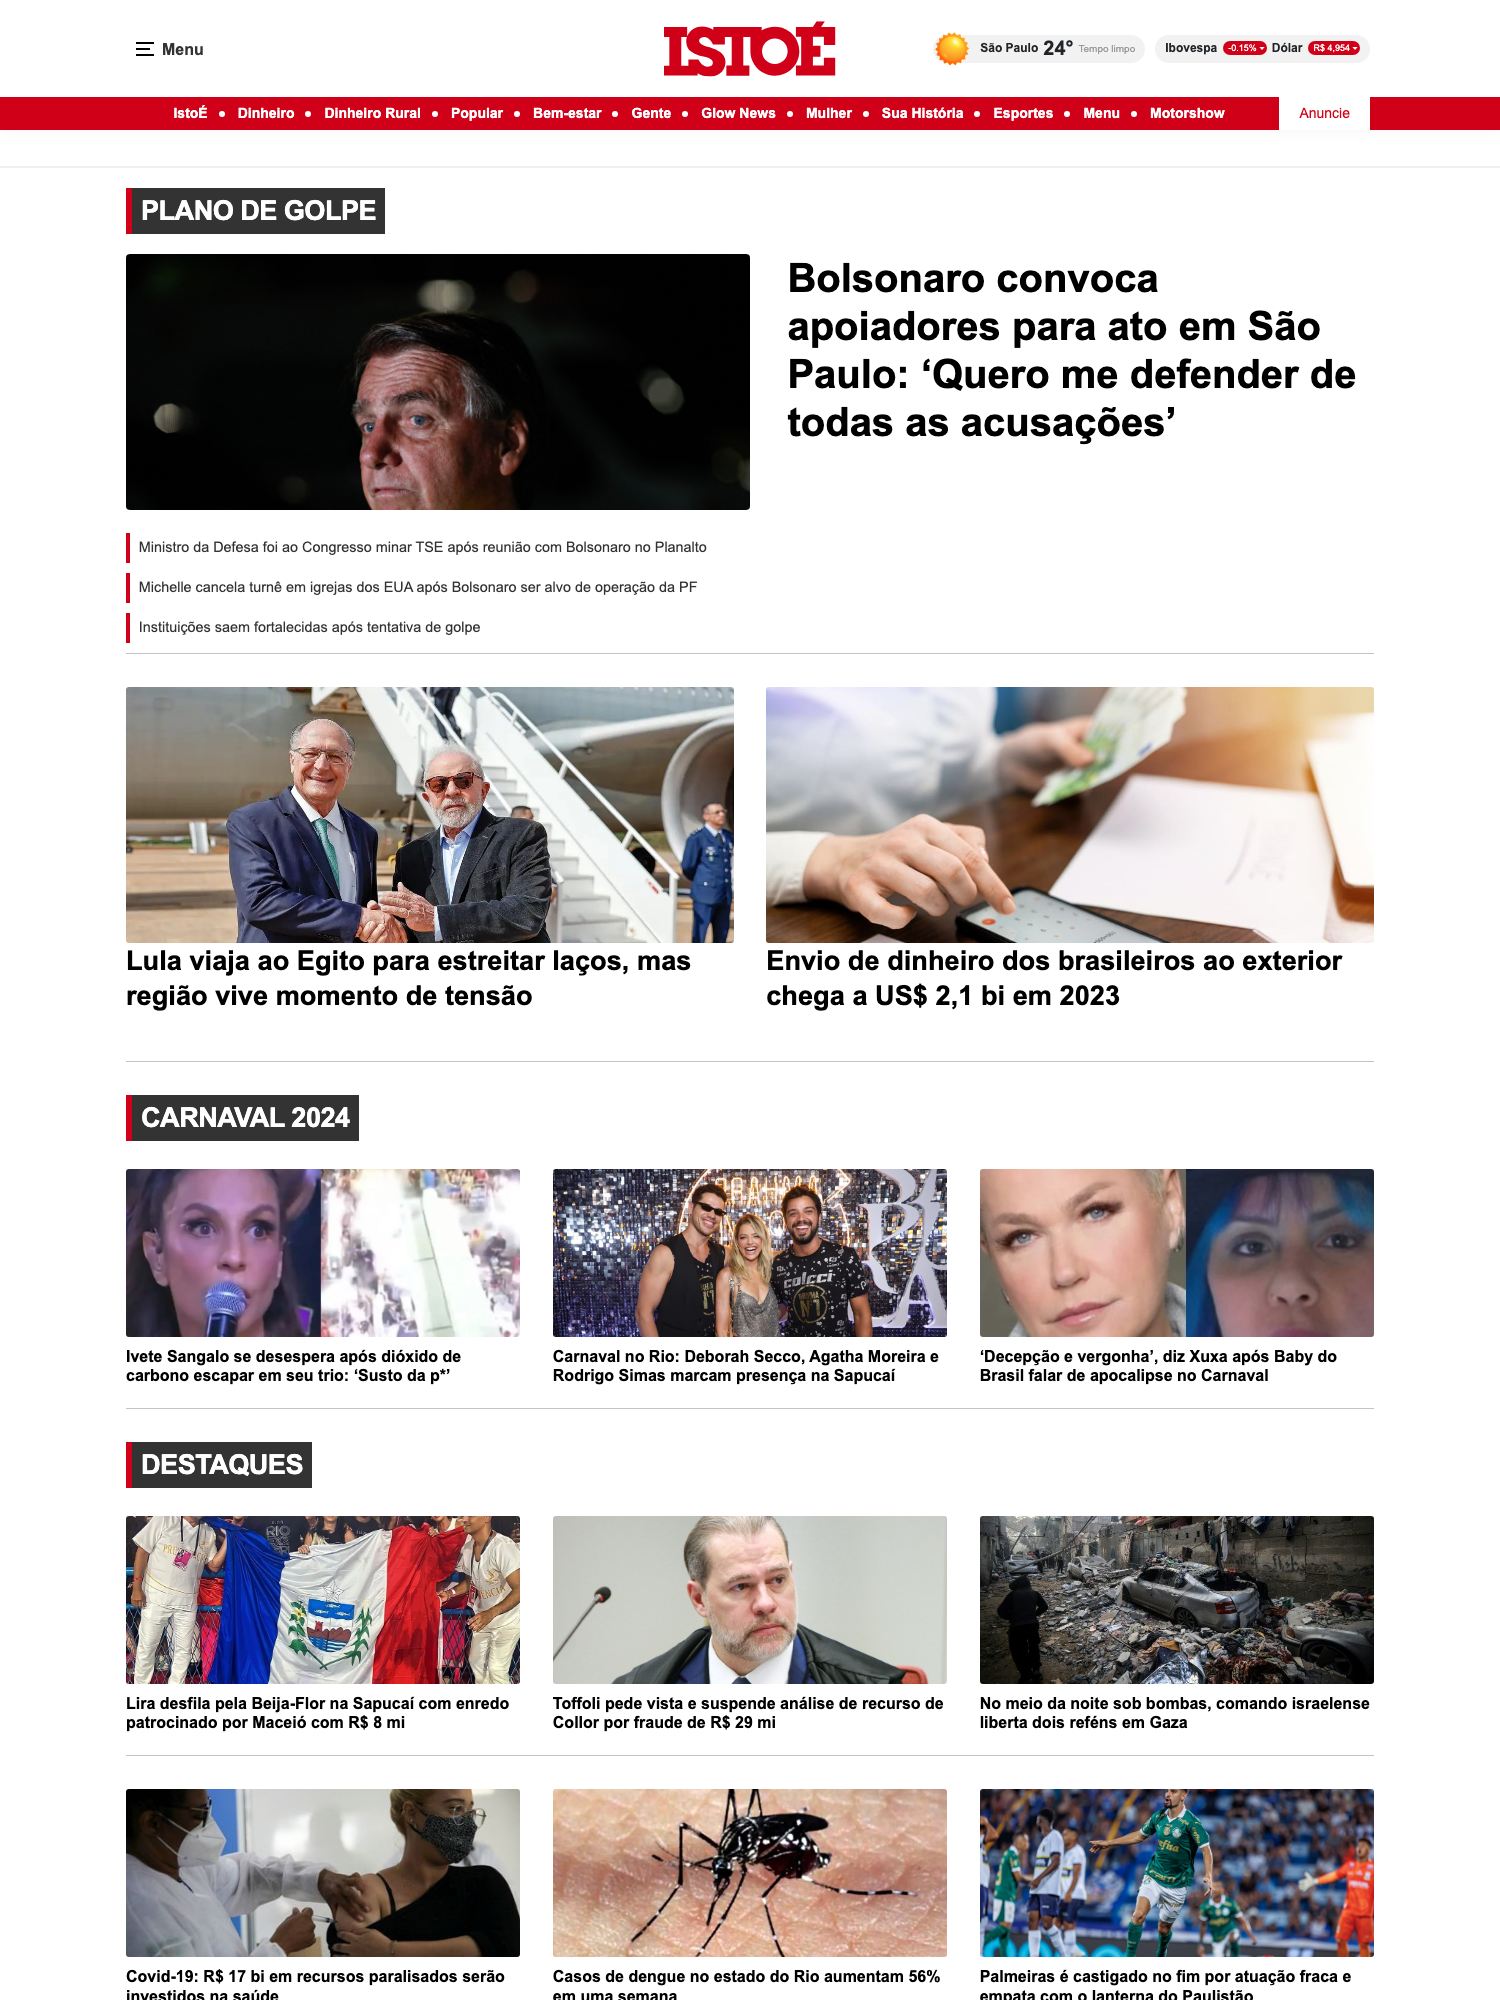 Menu
ISTOÉ
São Paulo 24° Tempo limpo
Ibovespa -0.15% Dólar R$ 4,954
IstoÉ • Dinheiro • Dinheiro Rural • Popular • Bem-estar • Gente • Glow News • Mulher • Sua História • Esportes • Menu • Motorshow
Anuncie
PLANO DE GOLPE
Bolsonaro convoca
apoiadores para ato em São
Paulo: ‘Quero me defender de
todas as acusações’
Ministro da Defesa foi ao Congresso minar TSE após reunião com Bolsonaro no Planalto
Michelle cancela turnê em igrejas dos EUA após Bolsonaro ser alvo de operação da PF
Instituições saem fortalecidas após tentativa de golpe
Lula viaja ao Egito para estreitar laços, mas
região vive momento de tensão
Envio de dinheiro dos brasileiros ao exterior
chega a US$ 2,1 bi em 2023
CARNAVAL 2024
colcci
Ivete Sangalo se desespera após dióxido de
carbono escapar em seu trio: ‘Susto da p*’
Carnaval no Rio: Deborah Secco, Agatha Moreira e
Rodrigo Simas marcam presença na Sapucaí
‘Decepção e vergonha’, diz Xuxa após Baby do
Brasil falar de apocalipse no Carnaval
DESTAQUES
RIO
Lira desfila pela Beija-Flor na Sapucaí com enredo
patrocinado por Maceió com R$ 8 mi
Toffoli pede vista e suspende análise de recurso de
Collor por fraude de R$ 29 mi
No meio da noite sob bombas, comando israelense
liberta dois reféns em Gaza
Covid-19: R$ 17 bi em recursos paralisados serão
investidos na saúde
Casos de dengue no estado do Rio aumentam 56%
em uma semana
Palmeiras é castigado no fim por atuação fraca e
empata com o lanterna do Paulistão